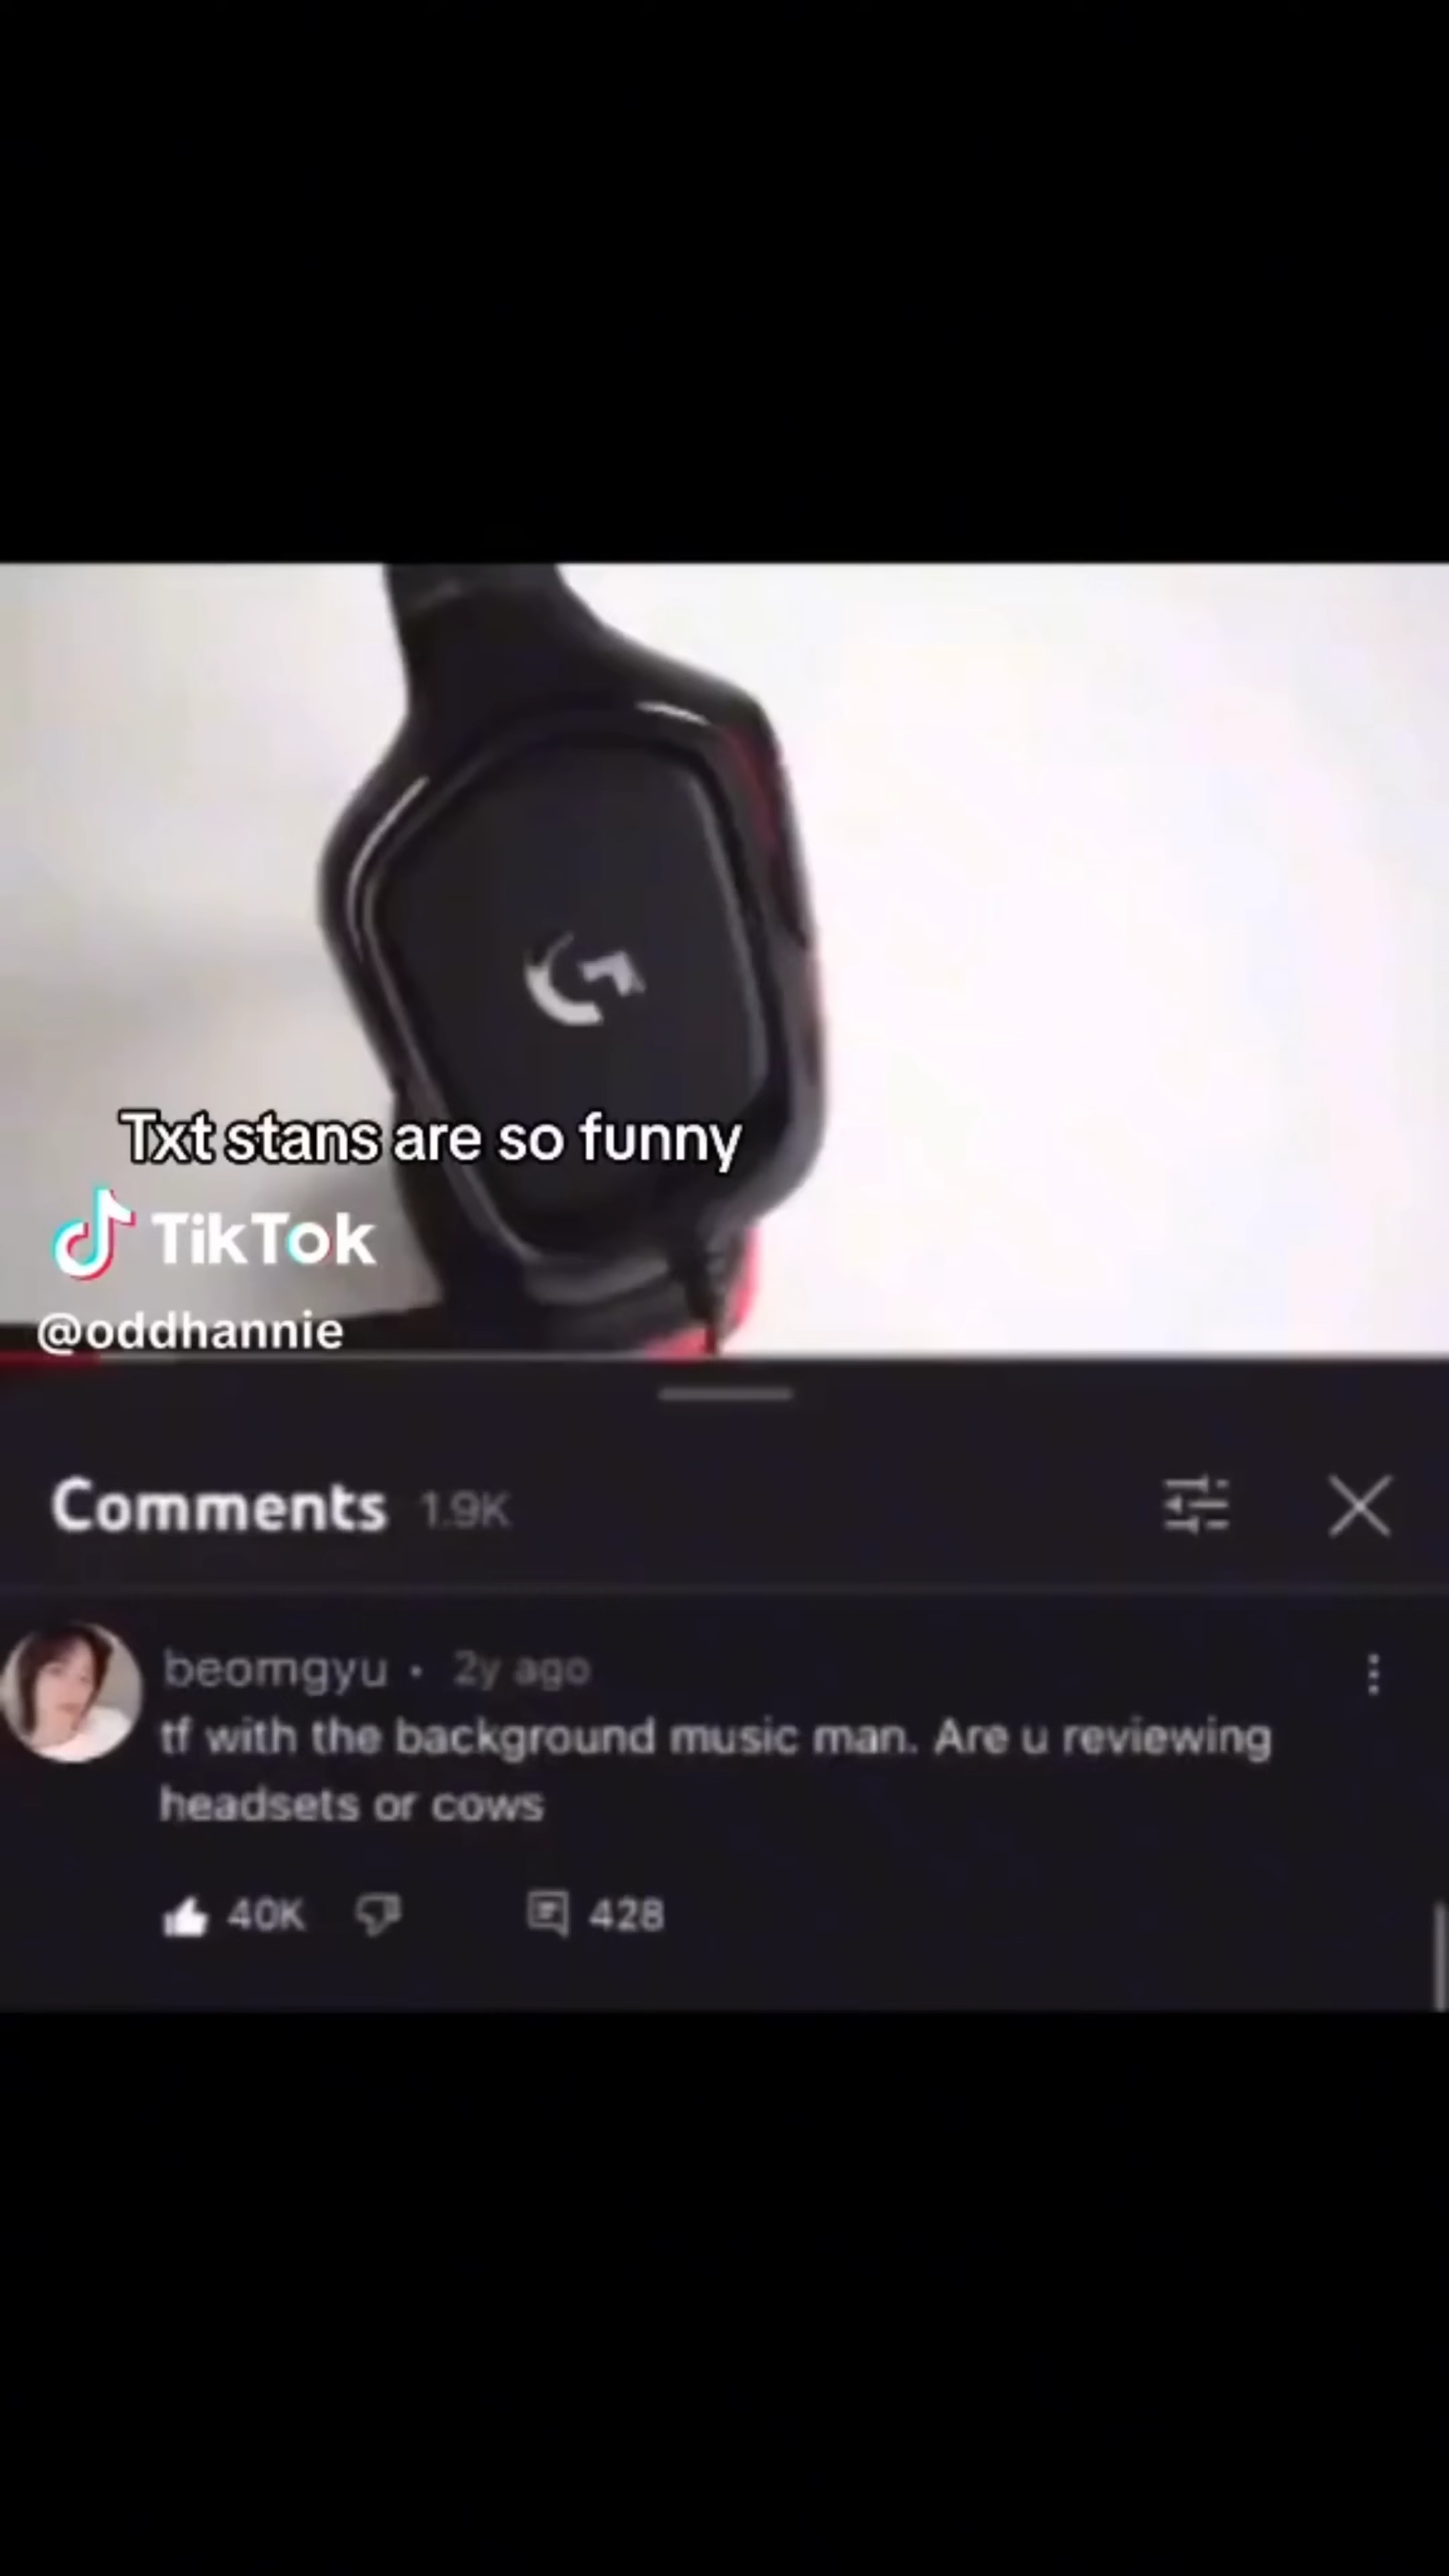 Txt stans are so funny
TikTok
@oddhannie
Comments 1.9K
beomgyu • 2y ago
tf with the background music man. Are u reviewing
headsets or cows
40K
428